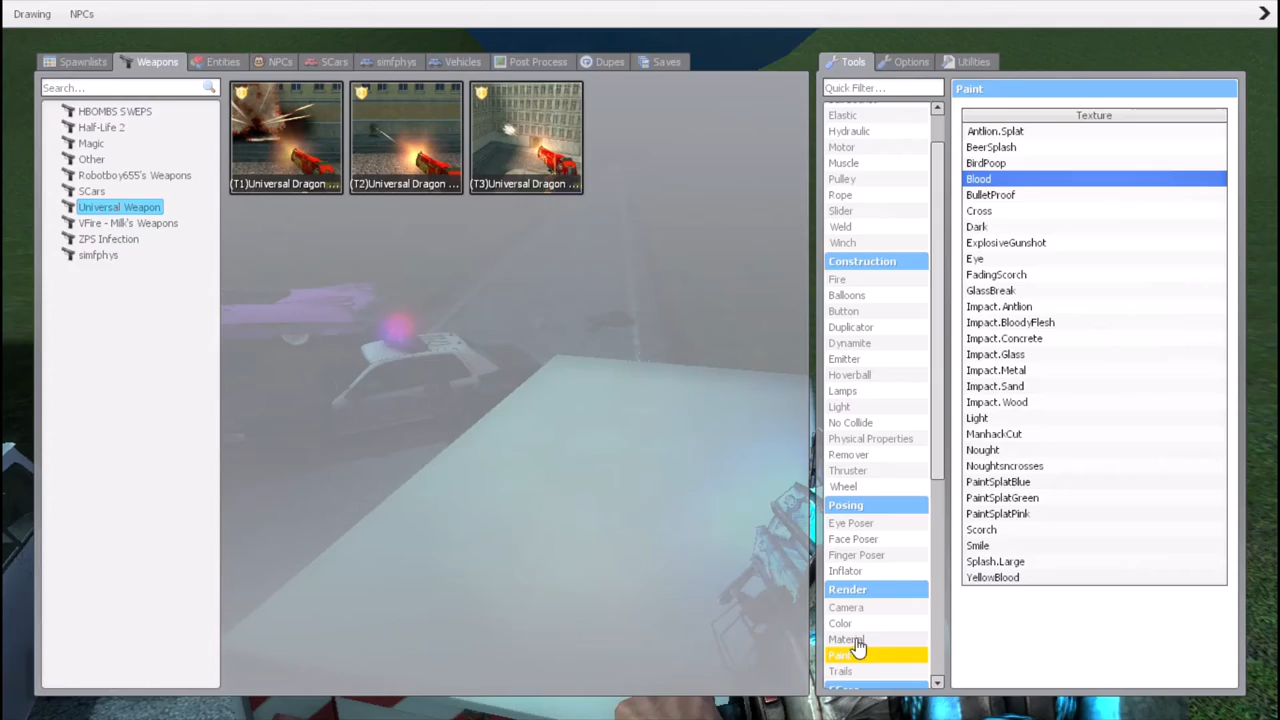 Drawing NPCs
Spawnlists Weapons Entities NPCs SCars simfphys Vehicles Post Process Dupes Saves
Search...
HBOMBS SWEPS
Half-Life 2
Magic
Other
Robotboy655's Weapons
SCars
Universal Weapon
VFire - Milk's Weapons
ZPS Infection
simfphys
(T1)Universal Dragon ... (T2)Universal Dragon ... (T3)Universal Dragon ...
Tools Options Utilities
Quick Filter...
Elastic
Hydraulic
Motor
Muscle
Pulley
Rope
Slider
Weld
Winch
Construction
Fire
Balloons
Button
Duplicator
Dynamite
Emitter
Hoverball
Lamps
Light
No Collide
Physical Properties
Remover
Thruster
Wheel
Posing
Eye Poser
Face Poser
Finger Poser
Inflator
Render
Camera
Color
Material
Paint
Trails
Paint
Texture
Antlion.Splat
BeerSplash
BirdPoop
Blood
BulletProof
Cross
Dark
ExplosiveGunshot
Eye
FadingScorch
GlassBreak
Impact.Antlion
Impact.BloodyFlesh
Impact.Concrete
Impact.Glass
Impact.Metal
Impact.Sand
Impact.Wood
Light
ManhackCut
Nought
Noughtsncrosses
PaintSplatBlue
PaintSplatGreen
PaintSplatPink
Scorch
Smile
Splash.Large
YellowBlood